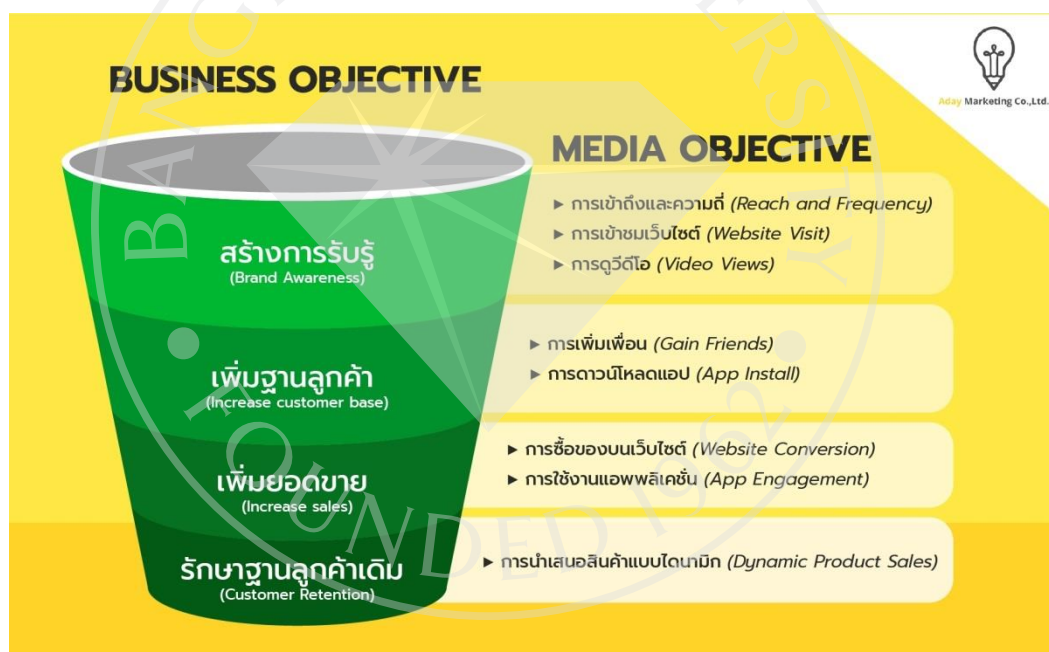 BUSINESS OBJECTIVE
Aday Marketing Co.,Ltd.
MEDIA OBJECTIVE
สร้างการรับรู้
(Brand Awareness)
► การเข้าถึงและความถี่ (Reach and Frequency)
► การเข้าชมเว็บไซต์ (Website Visit)
► การดูวีดีโอ (Video Views)
เพิ่มฐานลูกค้า
(Increase customer base)
► การเพิ่มเพื่อน (Gain Friends)
► การดาวน์โหลดแอป (App Install)
เพิ่มยอดขาย
(Increase sales)
► การซื้อของบนเว็บไซต์ (Website Conversion)
► การใช้งานแอพพลิเคชั่น (App Engagement)
รักษาฐานลูกค้าเดิม
(Customer Retention)
► การนำเสนอสินค้าแบบไดนามิก (Dynamic Product Sales)
FOUNDED 1962